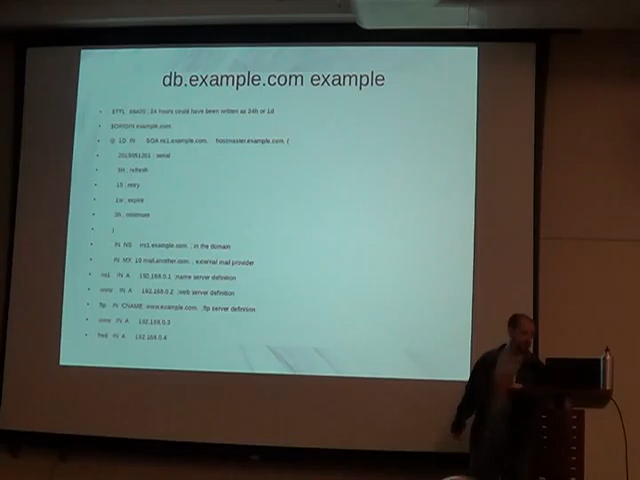 db.example.com example
$TTL 86400 ; 24 hours could have been written as 24h or 1d
$ORIGIN example.com.
@ 1D IN SOA ns1.example.com. hostmaster.example.com. (
; serial
3H ; refresh
15 ; retry
1w ; expire
3h ; minimum
)
IN NS ns1.example.com. ; in the domain
IN MX 10 mail.another.com. ; external mail provider
ns1 IN A 192.168.0.1 ;name server definition
www IN A 192.168.0.2 ;web server definition
ftp IN CNAME www.example.com. ;ftp server definition
IN A 192.168.0.3
fred IN A 192.168.0.4